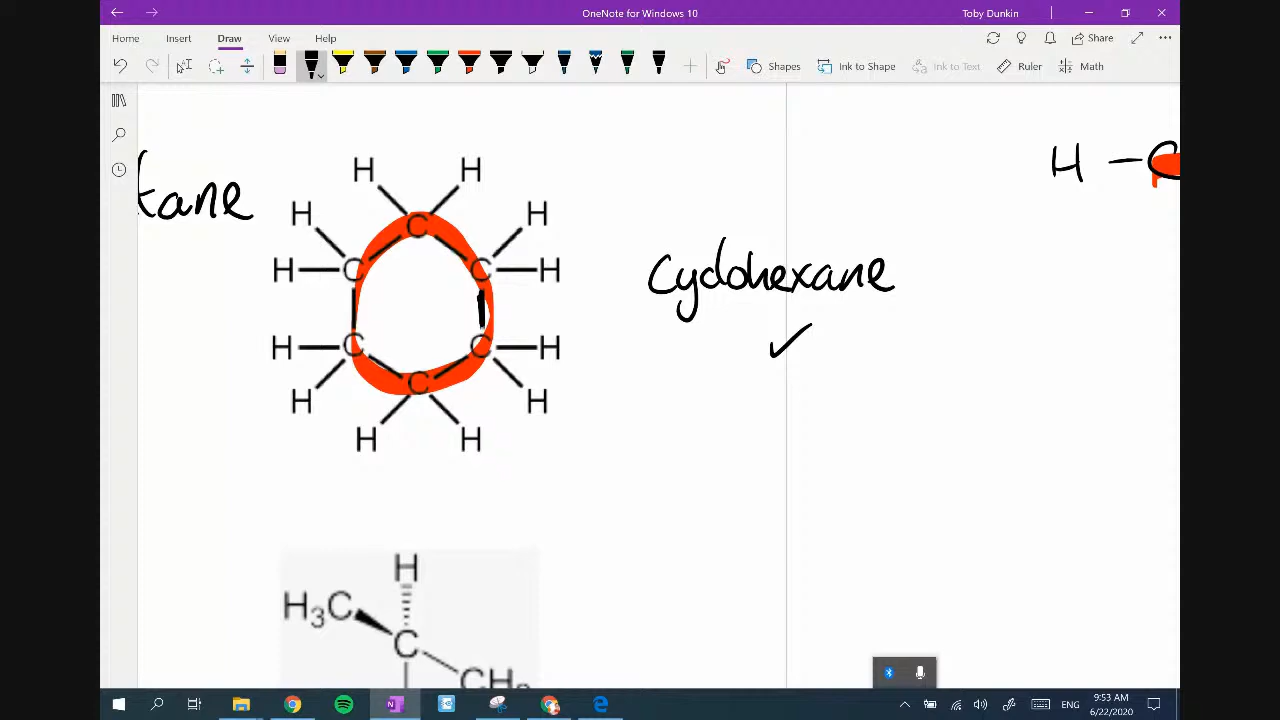 OneNote for Windows 10
Toby Dunkin
Home Insert Draw View Help
Share
Shapes Ink to Shape Ink to Text Ruler Math
H H
H C H
H C C H
H C C H
H C H
H H
cyclohexane
H
H
H3C
C
ENG
9:53 AM
6/22/2020